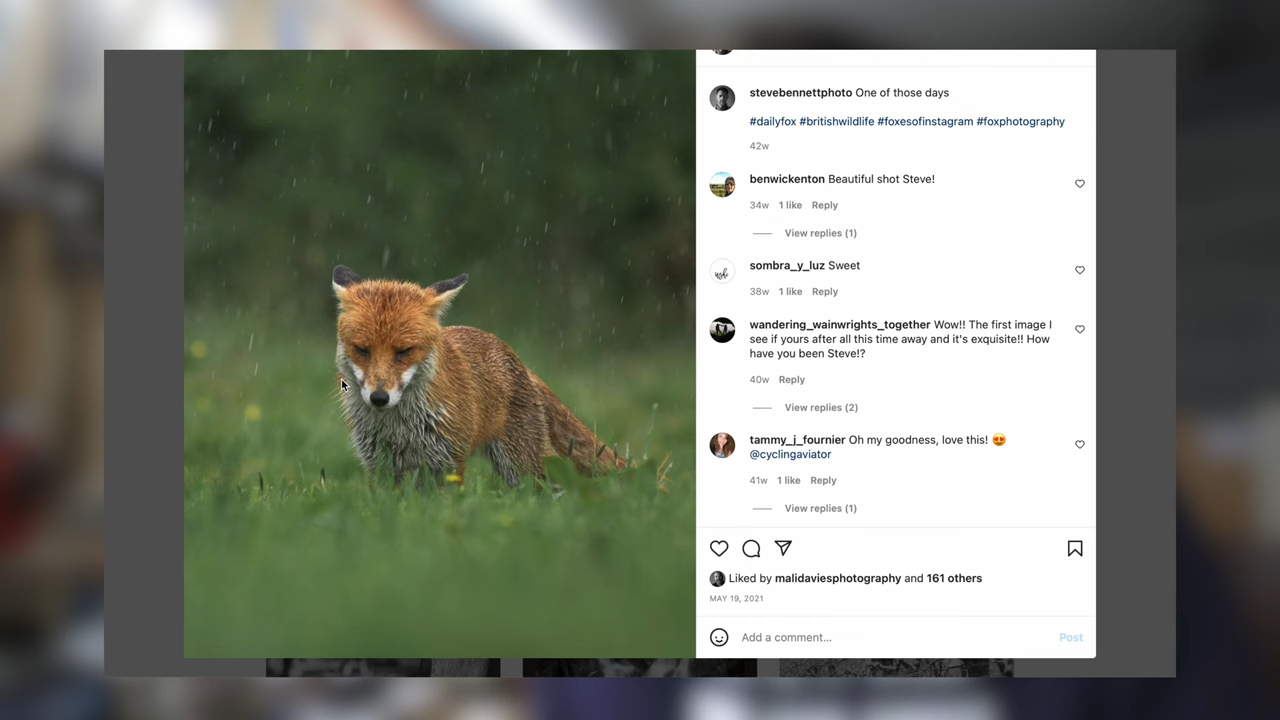 stevebennettphoto One of those days
#dailyfox #britishwildlife #foxesofinstagram #foxphotography
42w
benwickenton Beautiful shot Steve!
34w 1 like Reply
View replies (1)
sombra_y_luz Sweet
38w 1 like Reply
wandering_wainwrights_together Wow!! The first image I
see if yours after all this time away and it's exquisite!! How
have you been Steve!?
40w Reply
View replies (2)
tammy_j_fournier Oh my goodness, love this! 😍
@cyclingaviator
41w 1 like Reply
View replies (1)
Liked by malidaviesphotography and 161 others
MAY 19, 2021
Add a comment... Post